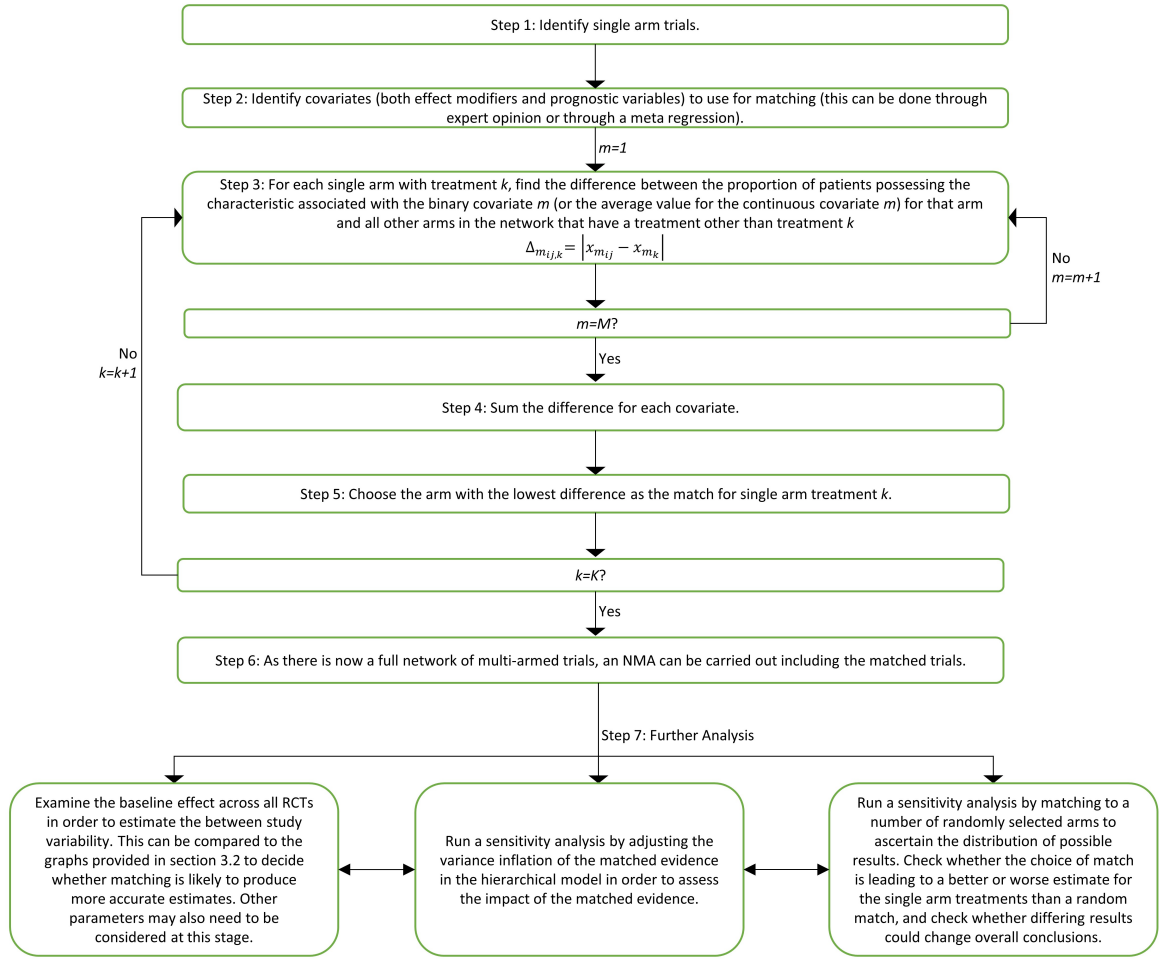 Step 1: Identify single arm trials.
Step 2: Identify covariates (both effect modifiers and prognostic variables) to use for matching (this can be done through
expert opinion or through a meta regression).
m=1
Step 3: For each single arm with treatment k, find the difference between the proportion of patients possessing the
characteristic associated with the binary covariate m (or the average value for the continuous covariate m) for that arm
and all other arms in the network that have a treatment other than treatment k
Δ_{m_{ij,k}} = |x_{m_{ij}} − x_{m_k}|
No
m=m+1
m=M?
Yes
No
k=k+1
Step 4: Sum the difference for each covariate.
Step 5: Choose the arm with the lowest difference as the match for single arm treatment k.
k=K?
Yes
Step 6: As there is now a full network of multi-armed trials, an NMA can be carried out including the matched trials.
Step 7: Further Analysis
Examine the baseline effect across all RCTs
in order to estimate the between study
variability. This can be compared to the
graphs provided in section 3.2 to decide
whether matching is likely to produce
more accurate estimates. Other
parameters may also need to be
considered at this stage.
Run a sensitivity analysis by adjusting the
variance inflation of the matched evidence
in the hierarchical model in order to assess
the impact of the matched evidence.
Run a sensitivity analysis by matching to a
number of randomly selected arms to
ascertain the distribution of possible
results. Check whether the choice of match
is leading to a better or worse estimate for
the single arm treatments than a random
match, and check whether differing results
could change overall conclusions.